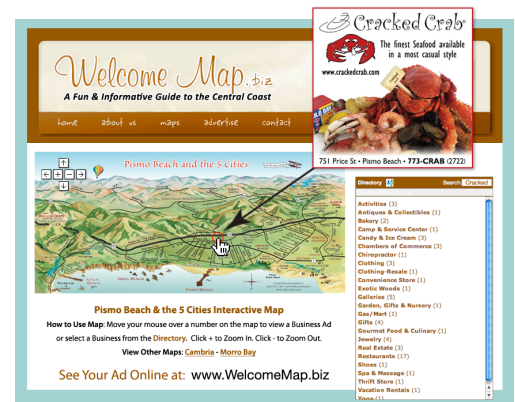 Cracked Crab
The finest Seafood available
in a most casual style
www.crackedcrab.com
OLD BAY
751 Price St • Pismo Beach • 773-CRAB (2722)
Welcome Map.biz
A Fun & Informative Guide to the Central Coast
home about us maps advertise contact
Pismo Beach and the 5 Cities
Pismo Beach & the 5 Cities Interactive Map
How to Use Map: Move your mouse over a number on the map to view a Business Ad
or select a Business from the Directory. Click + to Zoom In. Click - to Zoom Out.
View Other Maps: Cambria - Morro Bay
See Your Ad Online at: www.WelcomeMap.biz
Directory Search: Cracked
Activities (3)
Antiques & Collectibles (1)
Bakery (2)
Camp & Service Center (1)
Candy & Ice Cream (3)
Chambers of Commerce (3)
Chiropractor (1)
Clothing (3)
Clothing-Resale (1)
Convenience Store (1)
Exotic Woods (1)
Galleries (5)
Garden, Gifts & Nursery (1)
Gas/Mart (1)
Gifts (4)
Gourmet Food & Culinary (1)
Jewelry (4)
Real Estate (3)
Restaurants (17)
Shoes (1)
Spa & Massage (1)
Thrift Store (1)
Vacation Rentals (1)
Yoga (1)